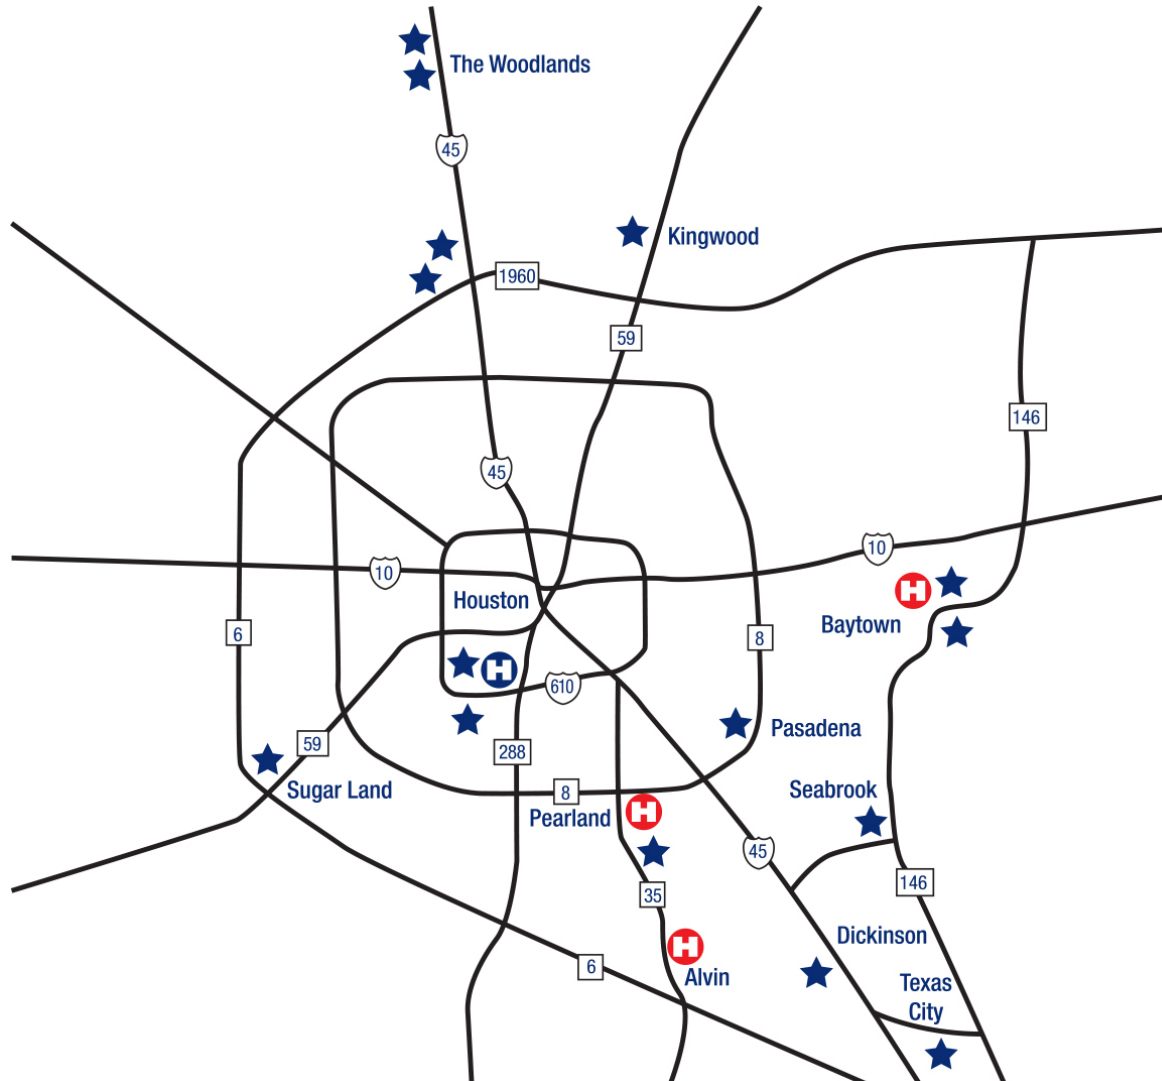 The Woodlands
45
Kingwood
1960
59
146
45
10
10
Houston
Baytown
6
8
610
Pasadena
59
288
Sugar Land
8
Seabrook
Pearland
45
146
35
Dickinson
6
Alvin
Texas
City
H
H
H
H